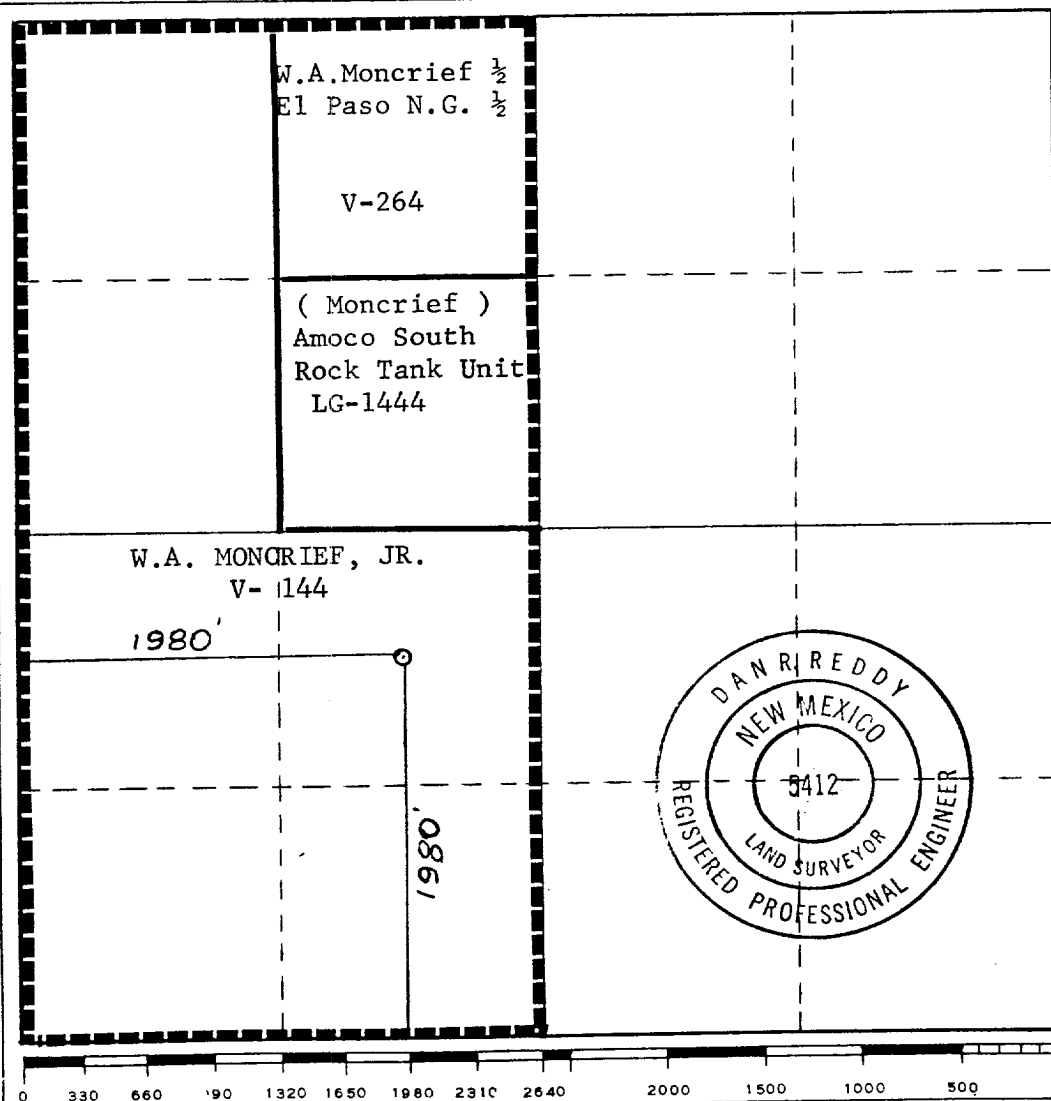 W.A.Moncrief ½
El Paso N.G. ½
V-264
( Moncrief )
Amoco South
Rock Tank Unit
LG-1444
W.A. MONCRIEF, JR.
V- 144
1980'
1980'
DAN R. REDDY
NEW MEXICO
5412
LAND SURVEYOR
REGISTERED PROFESSIONAL ENGINEER
0 330 660 990 1320 1650 1980 2310 2640 2000 1500 1000 500